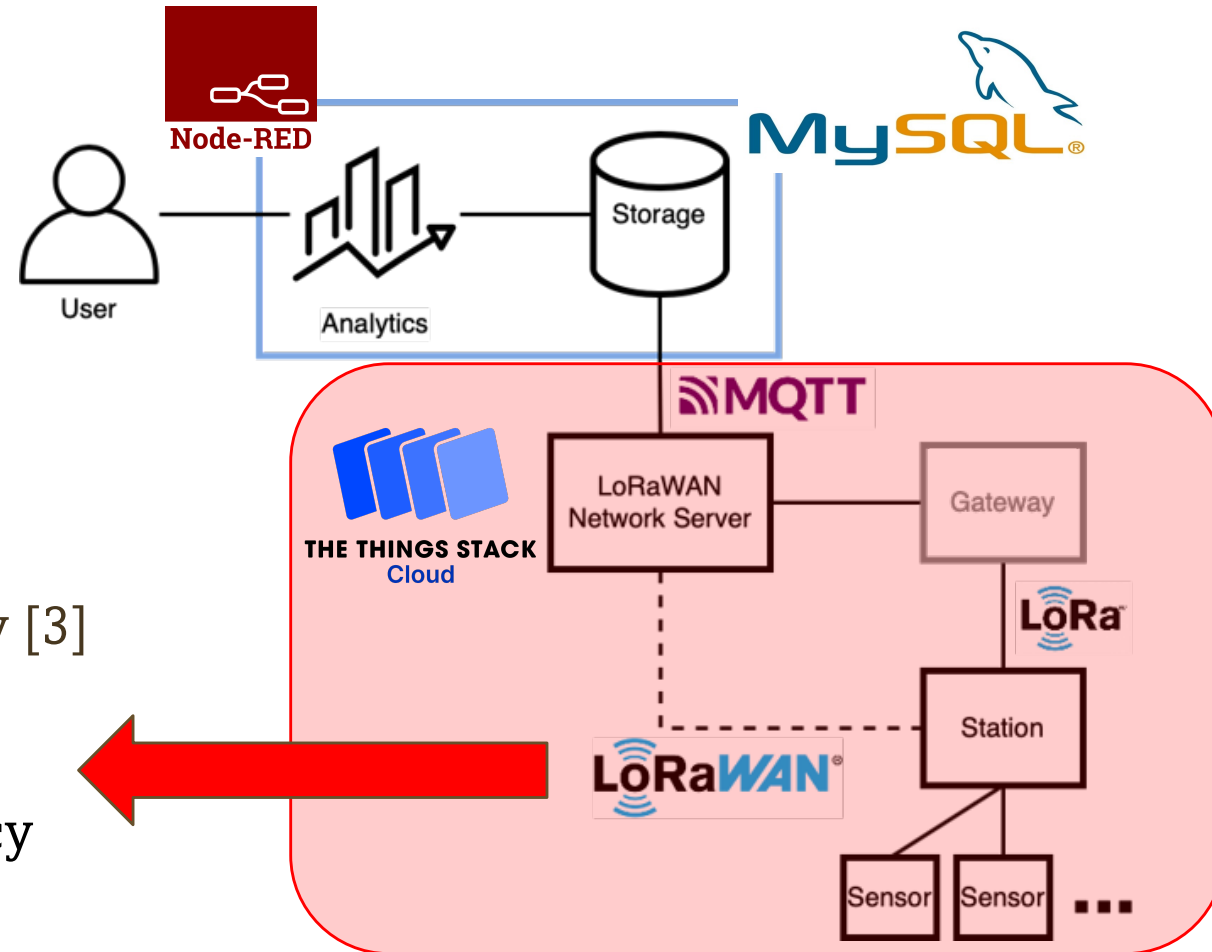 Node-RED
MySQL®
Storage
User
Analytics
MQTT
LoRaWAN
Network Server
Gateway
THE THINGS STACK
Cloud
LoRa
[3]
Station
LoRaWAN®
Sensor
Sensor